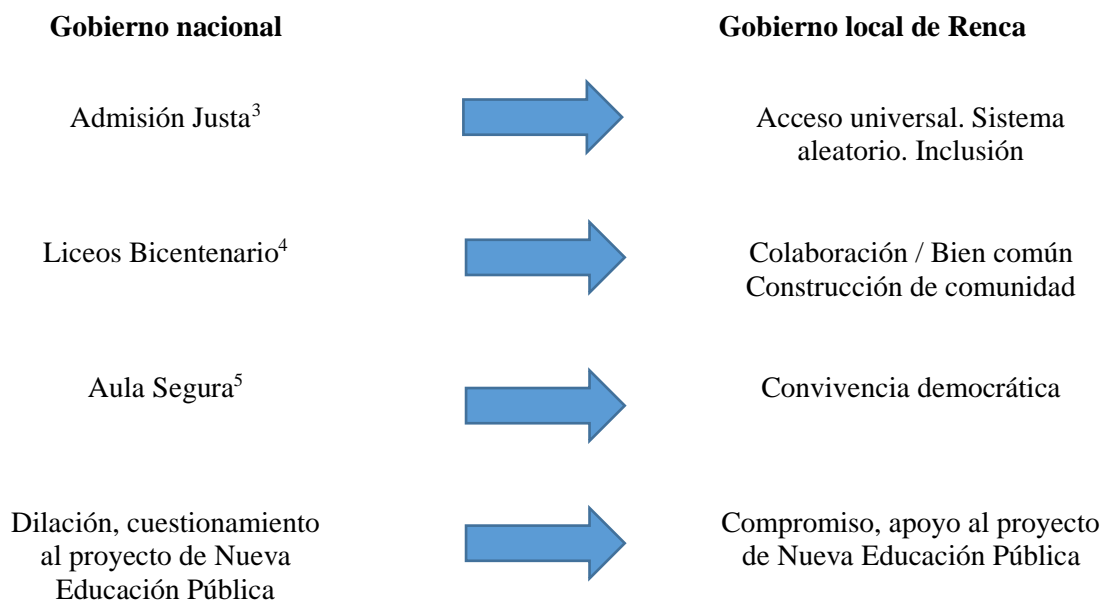 Gobierno nacional
Gobierno local de Renca
Admisión Justa3
Acceso universal. Sistema
aleatorio. Inclusión
Liceos Bicentenario4
Colaboración / Bien común
Construcción de comunidad
Aula Segura5
Convivencia democrática
Dilación, cuestionamiento
al proyecto de Nueva
Educación Pública
Compromiso, apoyo al proyecto
de Nueva Educación Pública